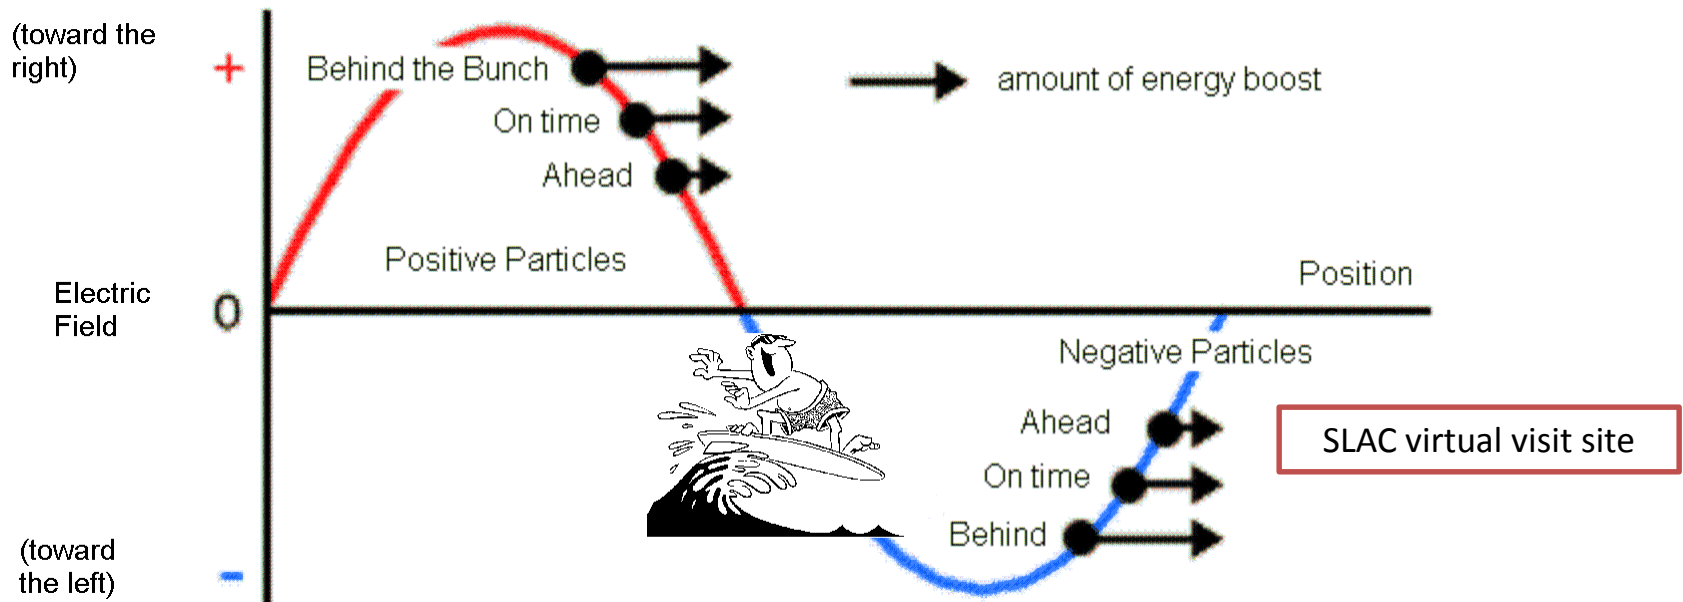 (toward the
right)
+
Behind the Bunch
amount of energy boost
On time
Ahead
Positive Particles
Position
Electric
Field
0
Negative Particles
Ahead
SLAC virtual visit site
On time
Behind
(toward
the left)
-